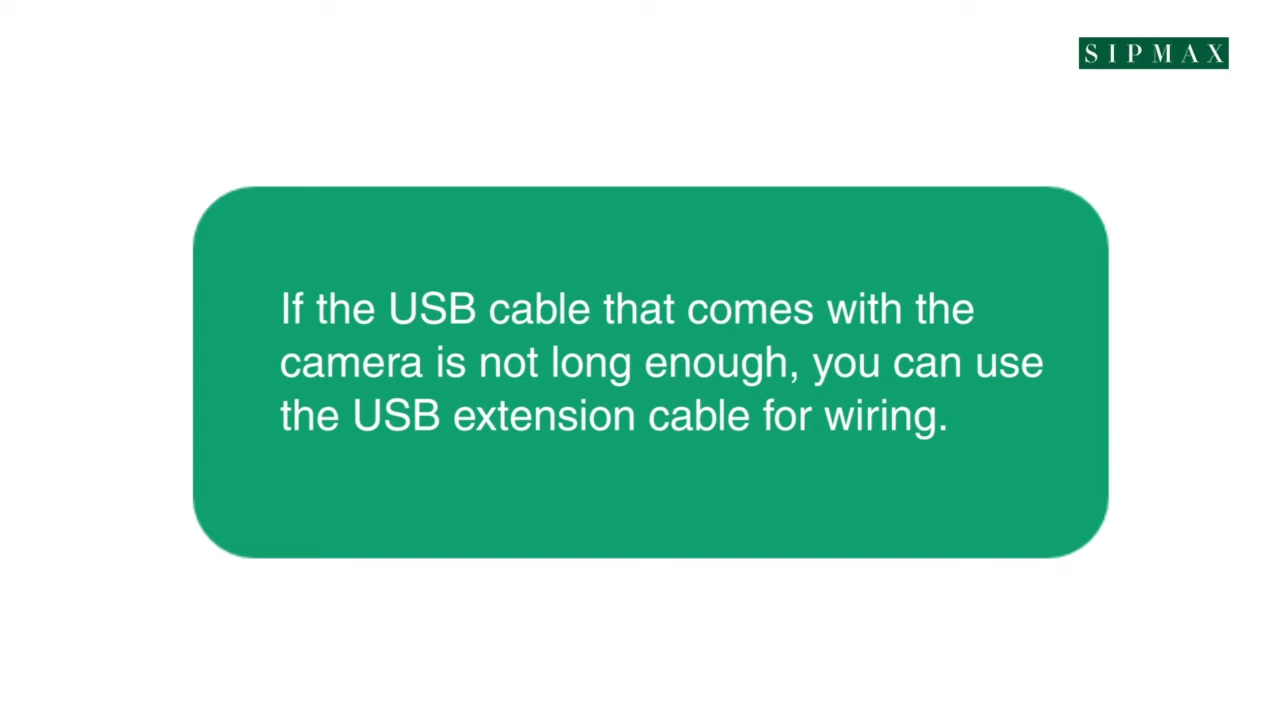 SIPMAX
If the USB cable that comes with the
camera is not long enough, you can use
the USB extension cable for wiring.